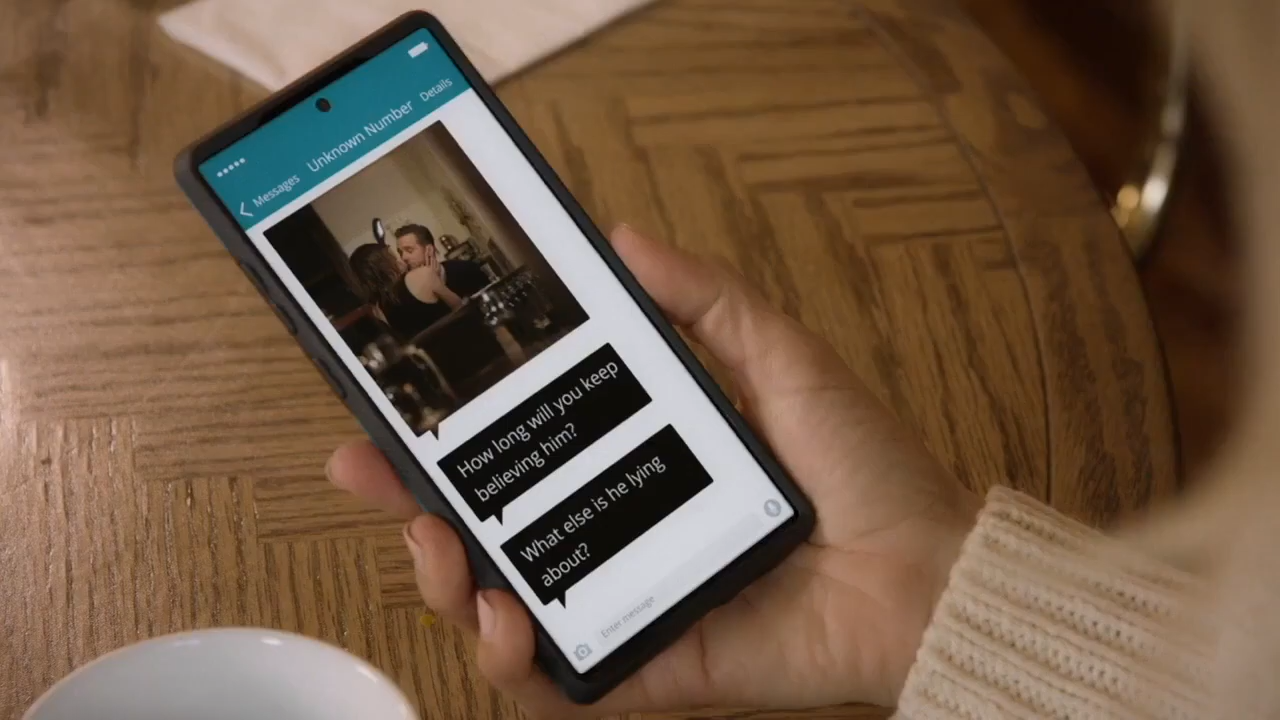 Messages
Unknown Number
Details
How long will you keep
believing him?
What else is he lying
about?
Enter message